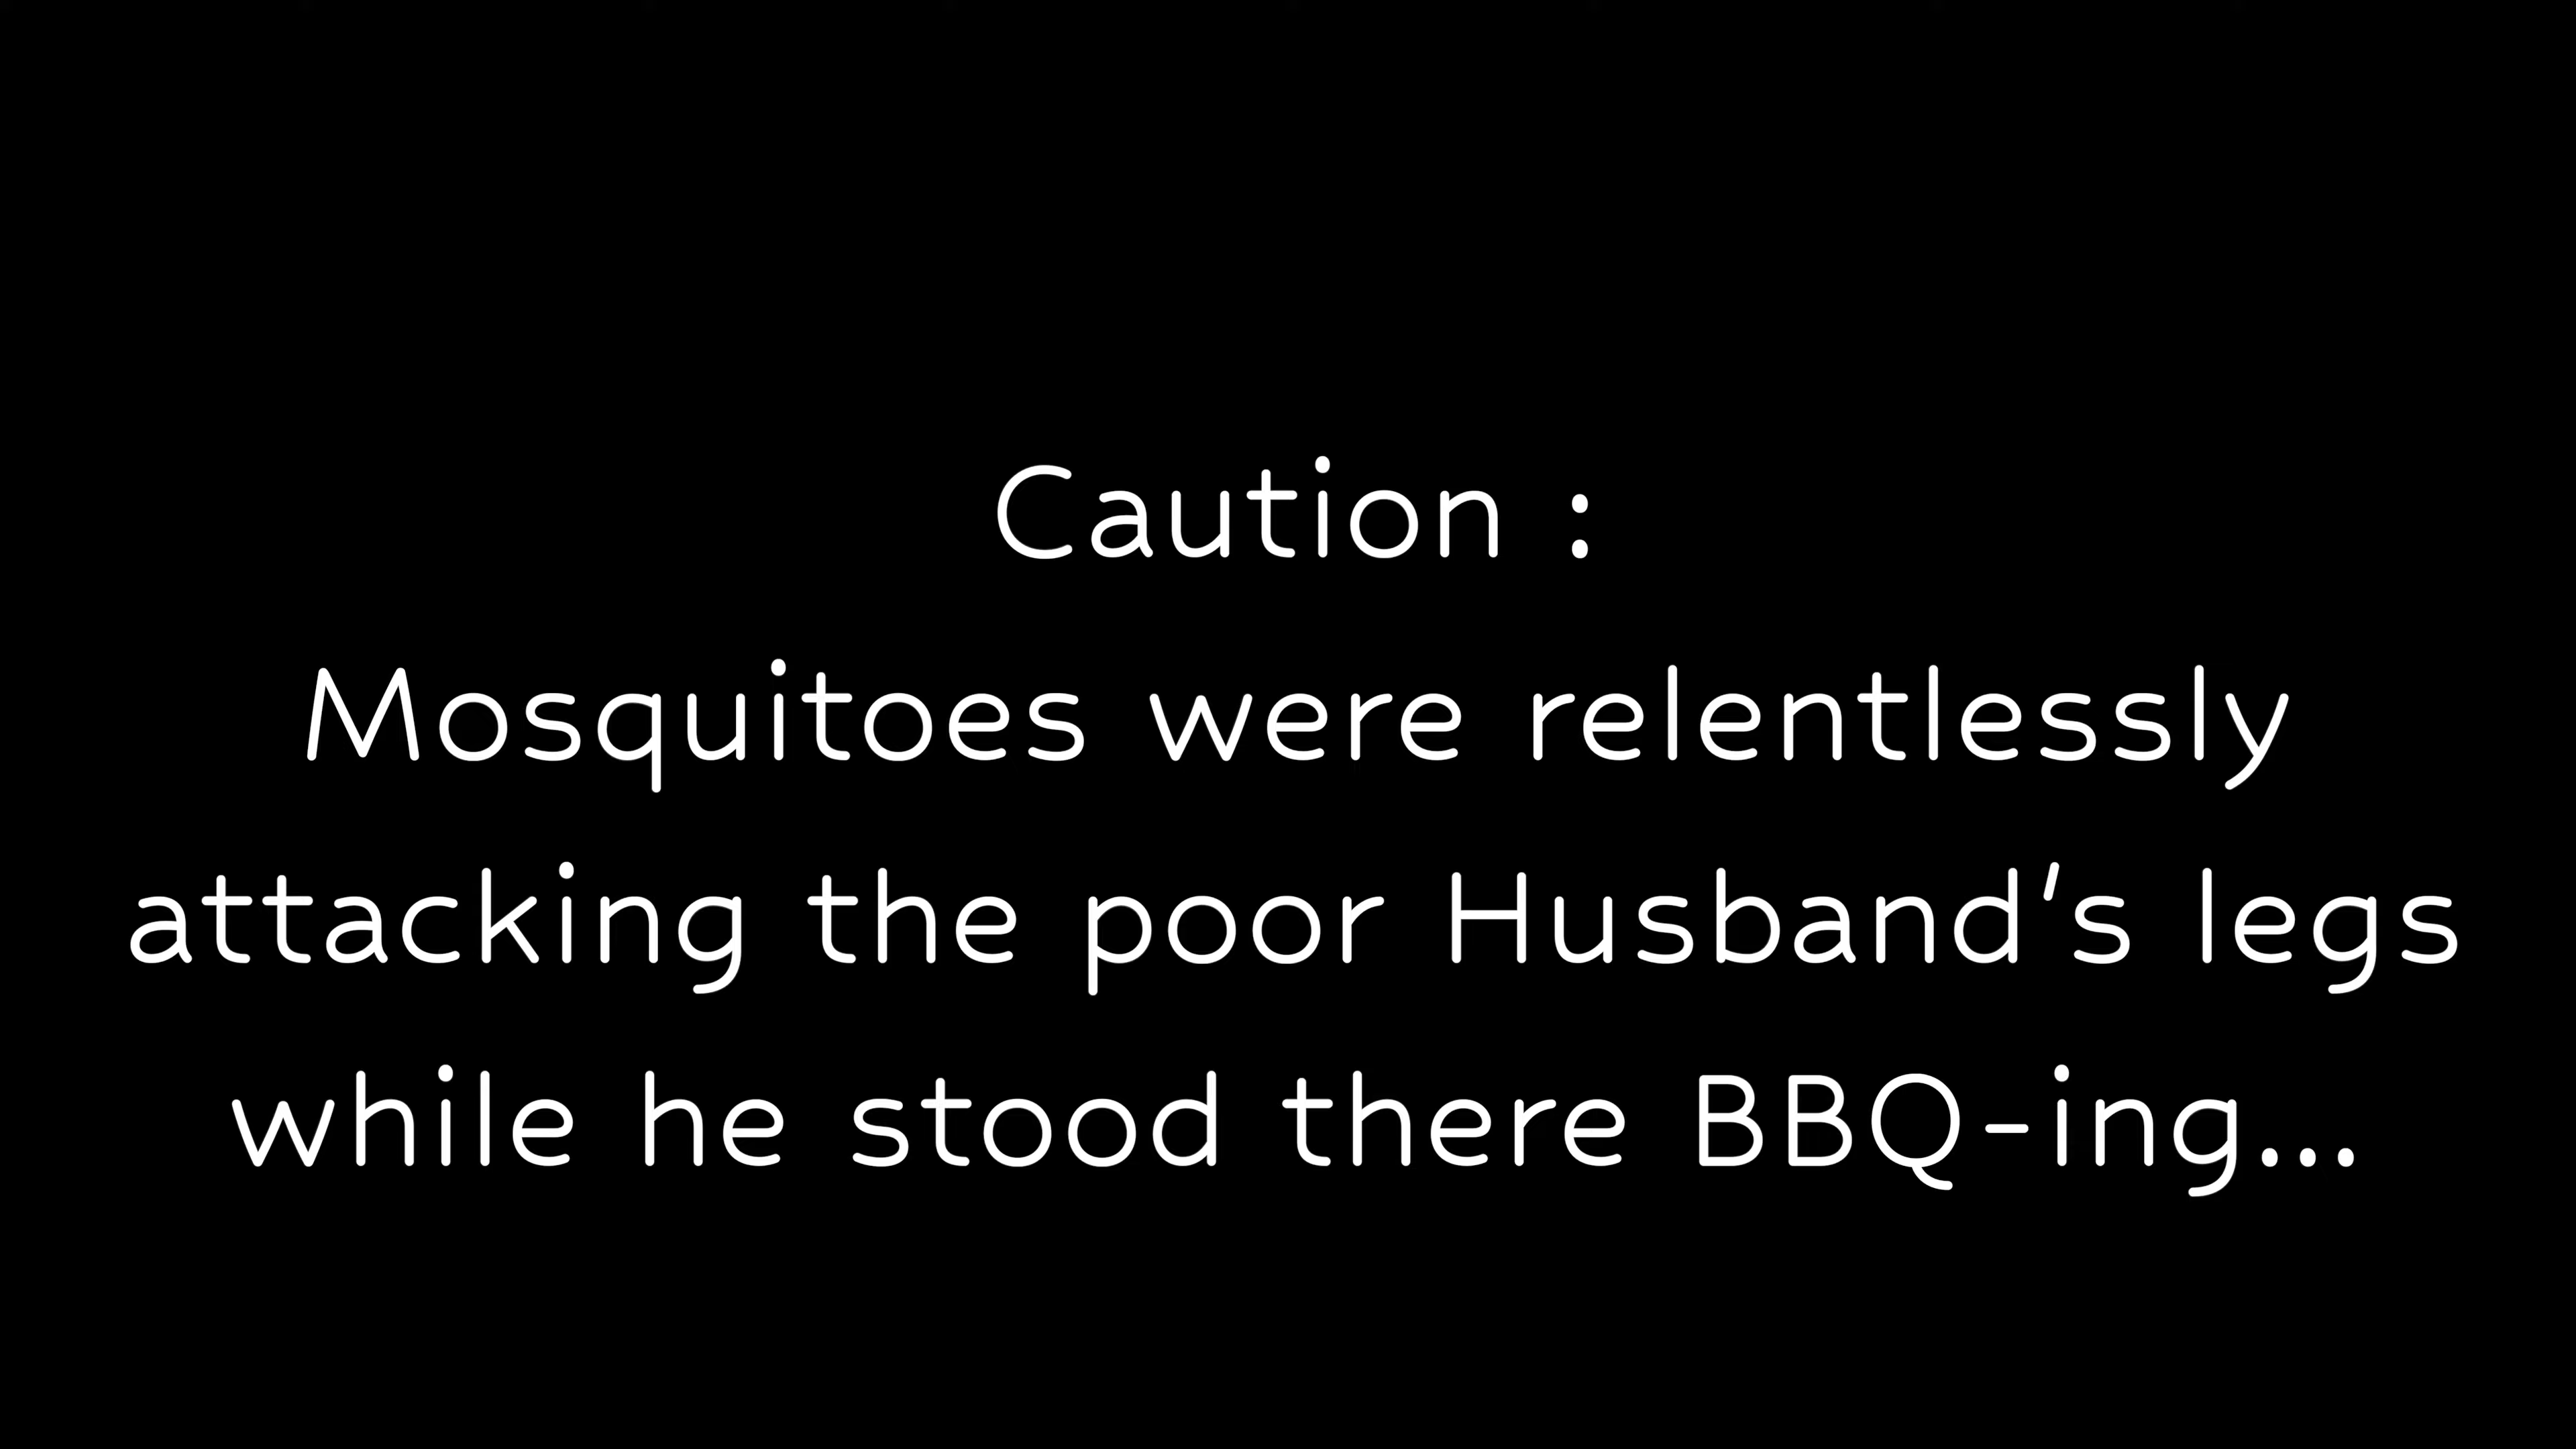 Caution :
Mosquitoes were relentlessly
attacking the poor Husband's legs
while he stood there BBQ-ing...